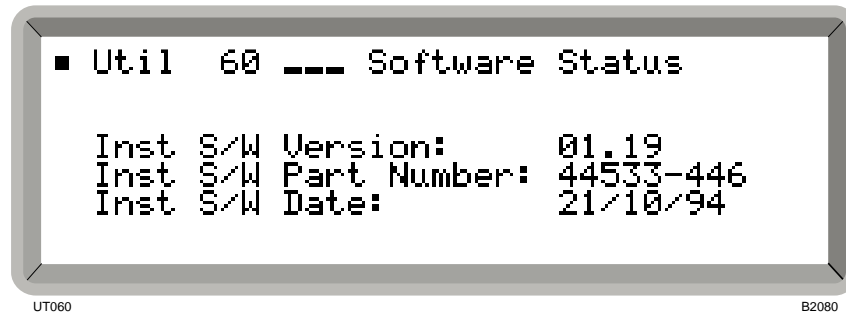 Util 60 ___ Software Status
Inst S/W Version: 01.19
Inst S/W Part Number: 44533-446
Inst S/W Date: 21/10/94
UT060 B2080